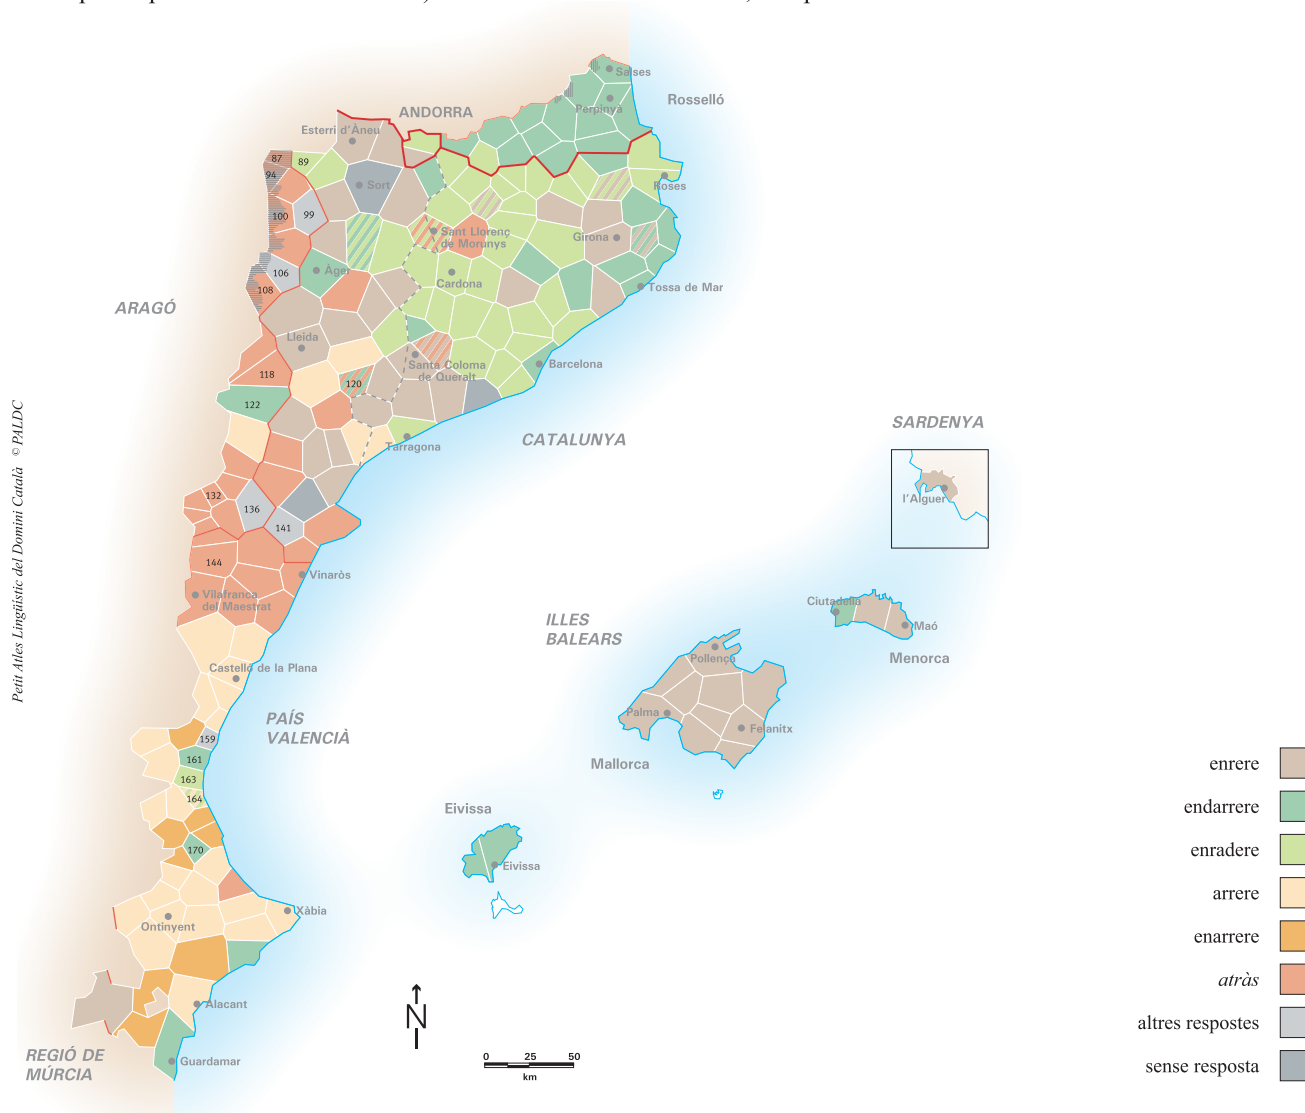 Salses
Rosselló
Perpinyà
ANDORRA
Esterri d'Àneu
87
89
94
Sort
Roses
100
99
Sant Llorenç
de Morunys
Girona
106
Àger
Cardona
108
Tossa de Mar
ARAGÓ
Lleida
Santa Coloma
de Queralt
Barcelona
118
120
122
Tarragona
CATALUNYA
SARDENYA
l'Alguer
132
136
141
144
Vinaròs
Vilafranca
del Maestrat
Petit Atles Lingüístic del Domini Català © PALDC
ILLES
BALEARS
Ciutadella
Maó
Menorca
Pollença
Castelló de la Plana
PAÍS
VALENCIÀ
Palma
Felanitx
Mallorca
159
161
163
164
170
Eivissa
Eivissa
Xàbia
Ontinyent
Alacant
Guardamar
REGIÓ DE
MÚRCIA
N
0 25 50
km
enrere
endarrere
enradere
arrere
enarrere
atràs
altres respostes
sense resposta